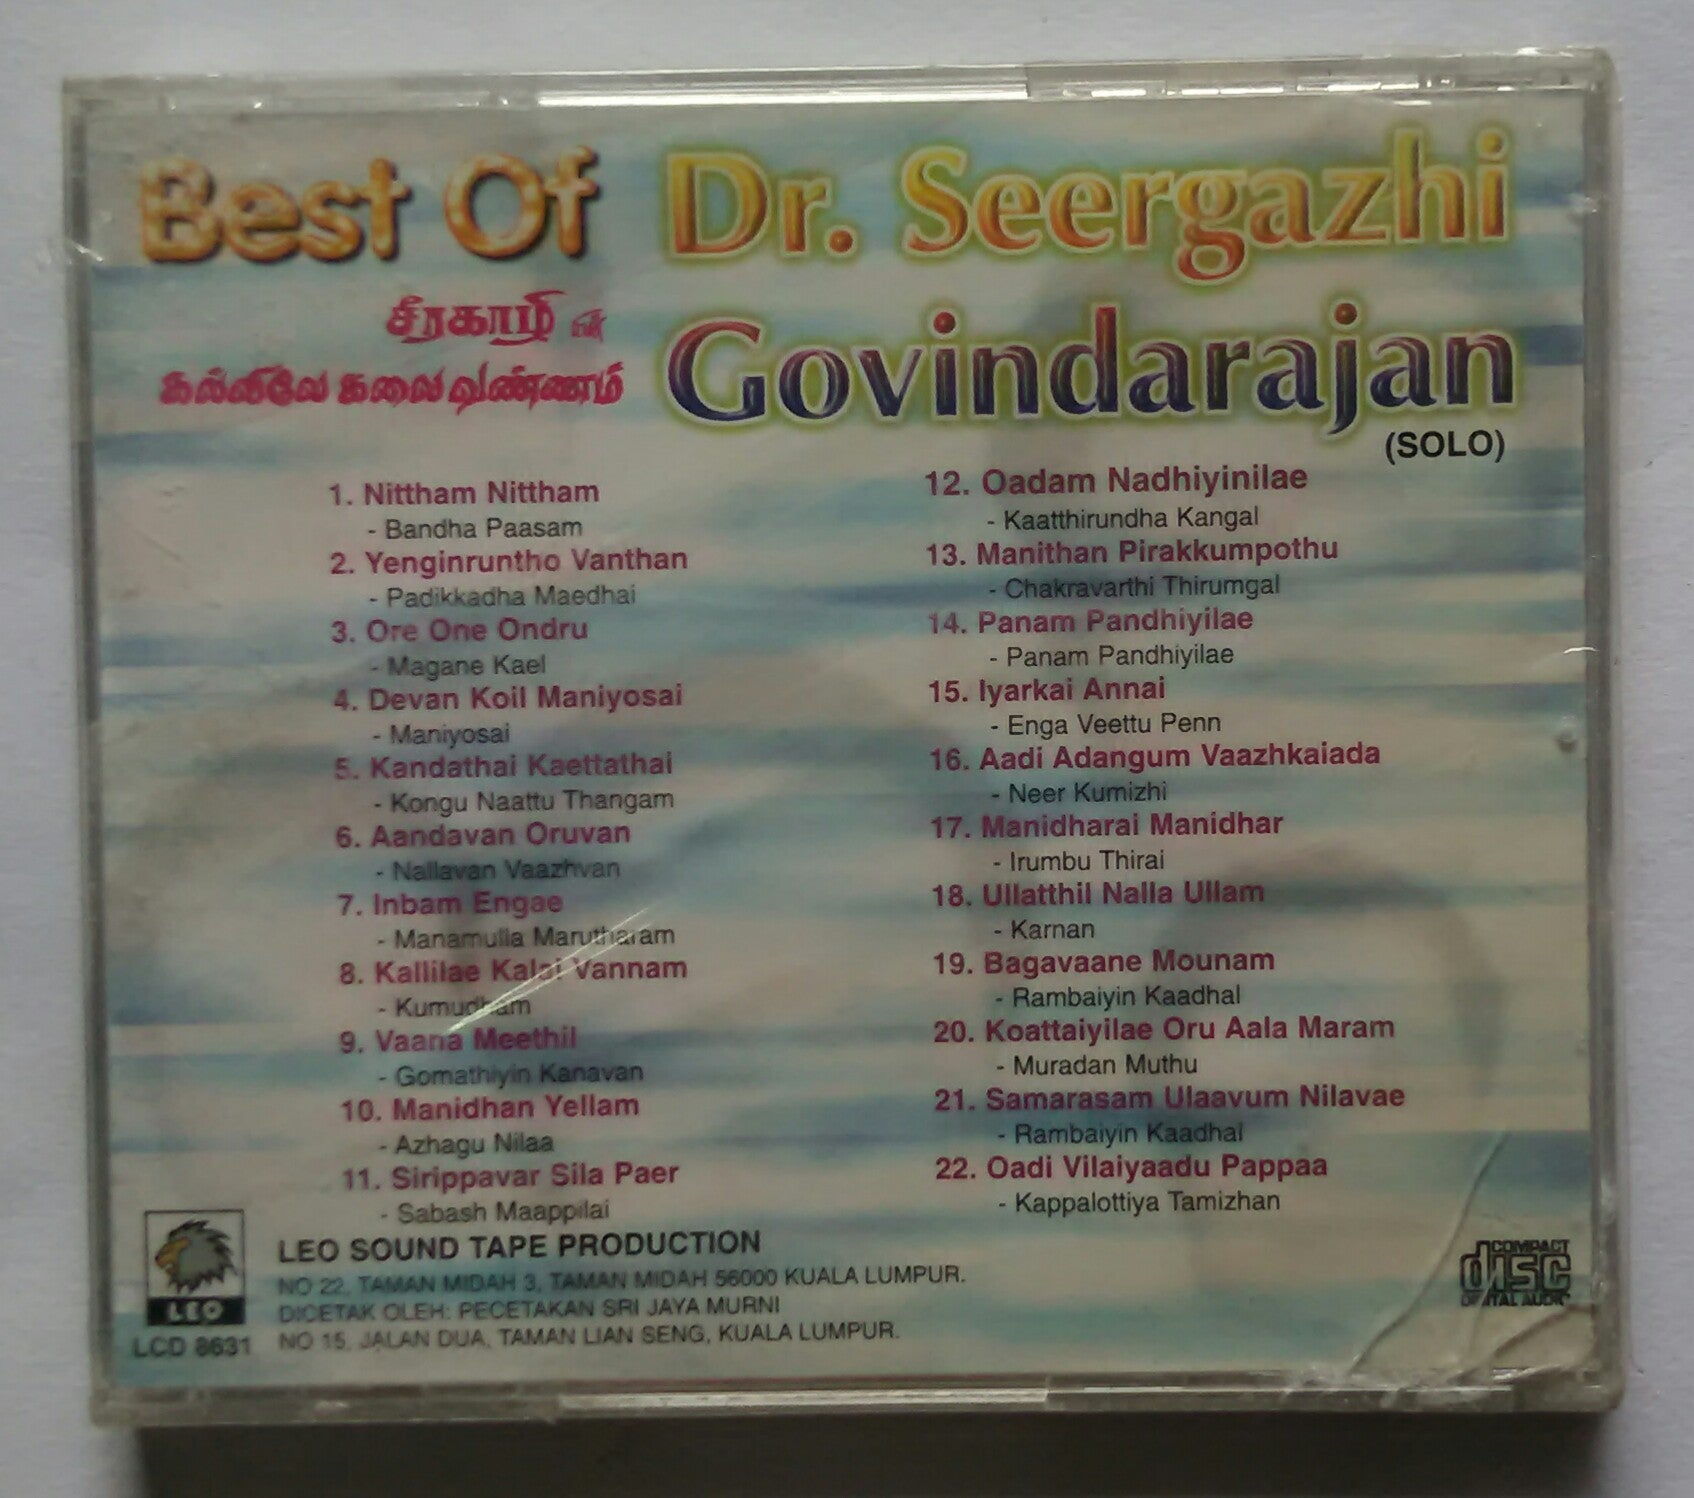 Best Of Dr. Seergazhi
Govindarajan
(SOLO)
சீர்காழி யின்
கல்லிலே கலை வண்ணம்
1. Nittham Nittham
- Bandha Paasam
2. Yenginruntho Vanthan
- Padikkadha Maedhai
3. Ore One Ondru
- Magane Kael
4. Devan Koil Maniyosai
- Maniyosai
5. Kandathai Kaettathai
- Kongu Naattu Thangam
6. Aandavan Oruvan
- Nallavan Vaazhvan
7. Inbam Engae
- Manamulla Marutharam
8. Kallilae Kalai Vannam
- Kumudham
9. Vaana Meethil
- Gomathiyin Kanavan
10. Manidhan Yellam
- Azhagu Nilaa
11. Sirippavar Sila Paer
- Sabash Maappilai
12. Oadam Nadhiyinilae
- Kaatthirundha Kangal
13. Manithan Pirakkumpothu
- Chakravarthi Thirumgal
14. Panam Pandhiyilae
- Panam Pandhiyilae
15. Iyarkai Annai
- Enga Veettu Penn
16. Aadi Adangum Vaazhkaiada
- Neer Kumizhi
17. Manidharai Manidhar
- Irumbu Thirai
18. Ullatthil Nalla Ullam
- Karnan
19. Bagavaane Mounam
- Rambaiyin Kaadhal
20. Koattaiyilae Oru Aala Maram
- Muradan Muthu
21. Samarasam Ulaavum Nilavae
- Rambaiyin Kaadhal
22. Oadi Vilaiyaadu Pappaa
- Kappalottiya Tamizhan
LEO
LCD 8631
LEO SOUND TAPE PRODUCTION
NO 22, TAMAN MIDAH 3, TAMAN MIDAH 56000 KUALA LUMPUR.
DICETAK OLEH: PECETAKAN SRI JAYA MURNI
NO 15, JALAN DUA, TAMAN LIAN SENG, KUALA LUMPUR.
COMPACT
disc
DIGITAL AUDIO